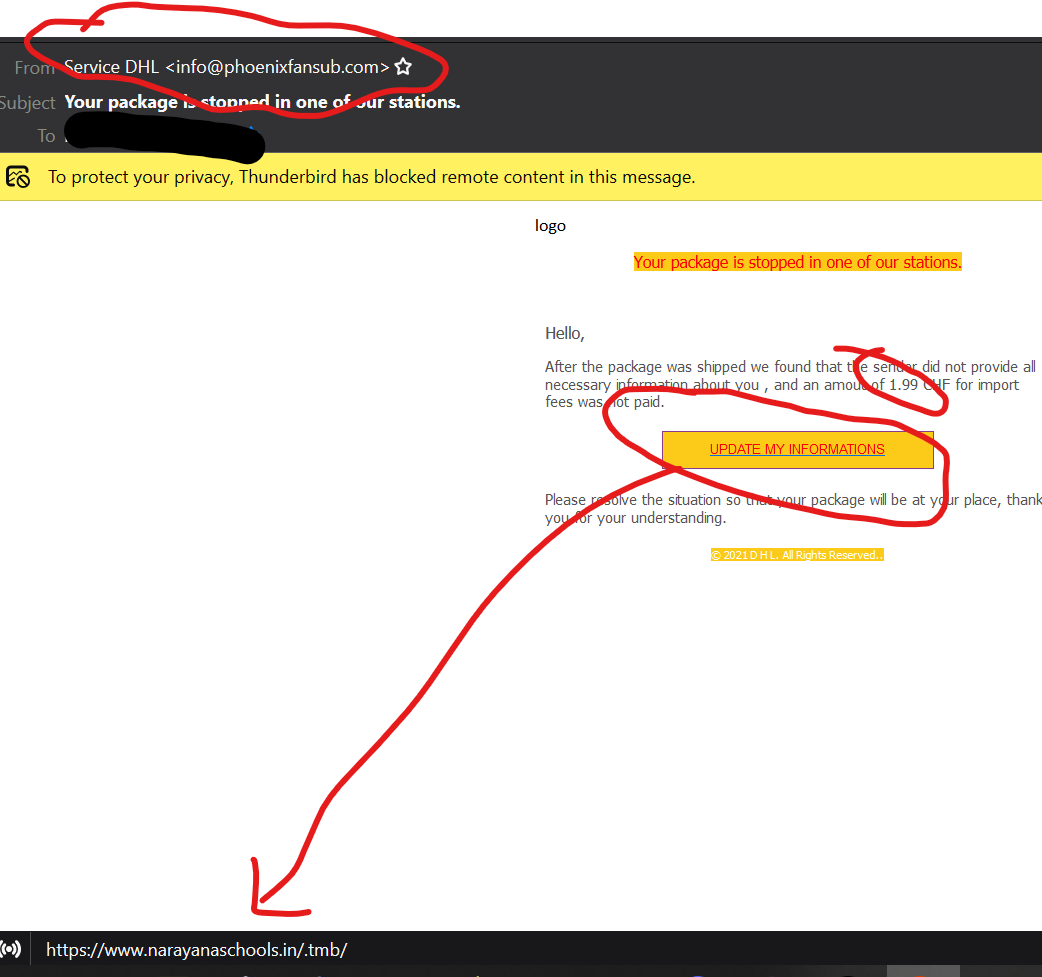 From Service DHL <info@phoenixfansub.com>
Subject Your package is stopped in one of our stations.
To
To protect your privacy, Thunderbird has blocked remote content in this message.
logo
Your package is stopped in one of our stations.
Hello,
After the package was shipped we found that the sender did not provide all
necessary information about you , and an amout of 1.99 CHF for import
fees was not paid.
UPDATE MY INFORMATIONS
Please resolve the situation so that your package will be at your place, thank
you for your understanding.
© 2021 D H L. All Rights Reserved..
https://www.narayanaschools.in/.tmb/